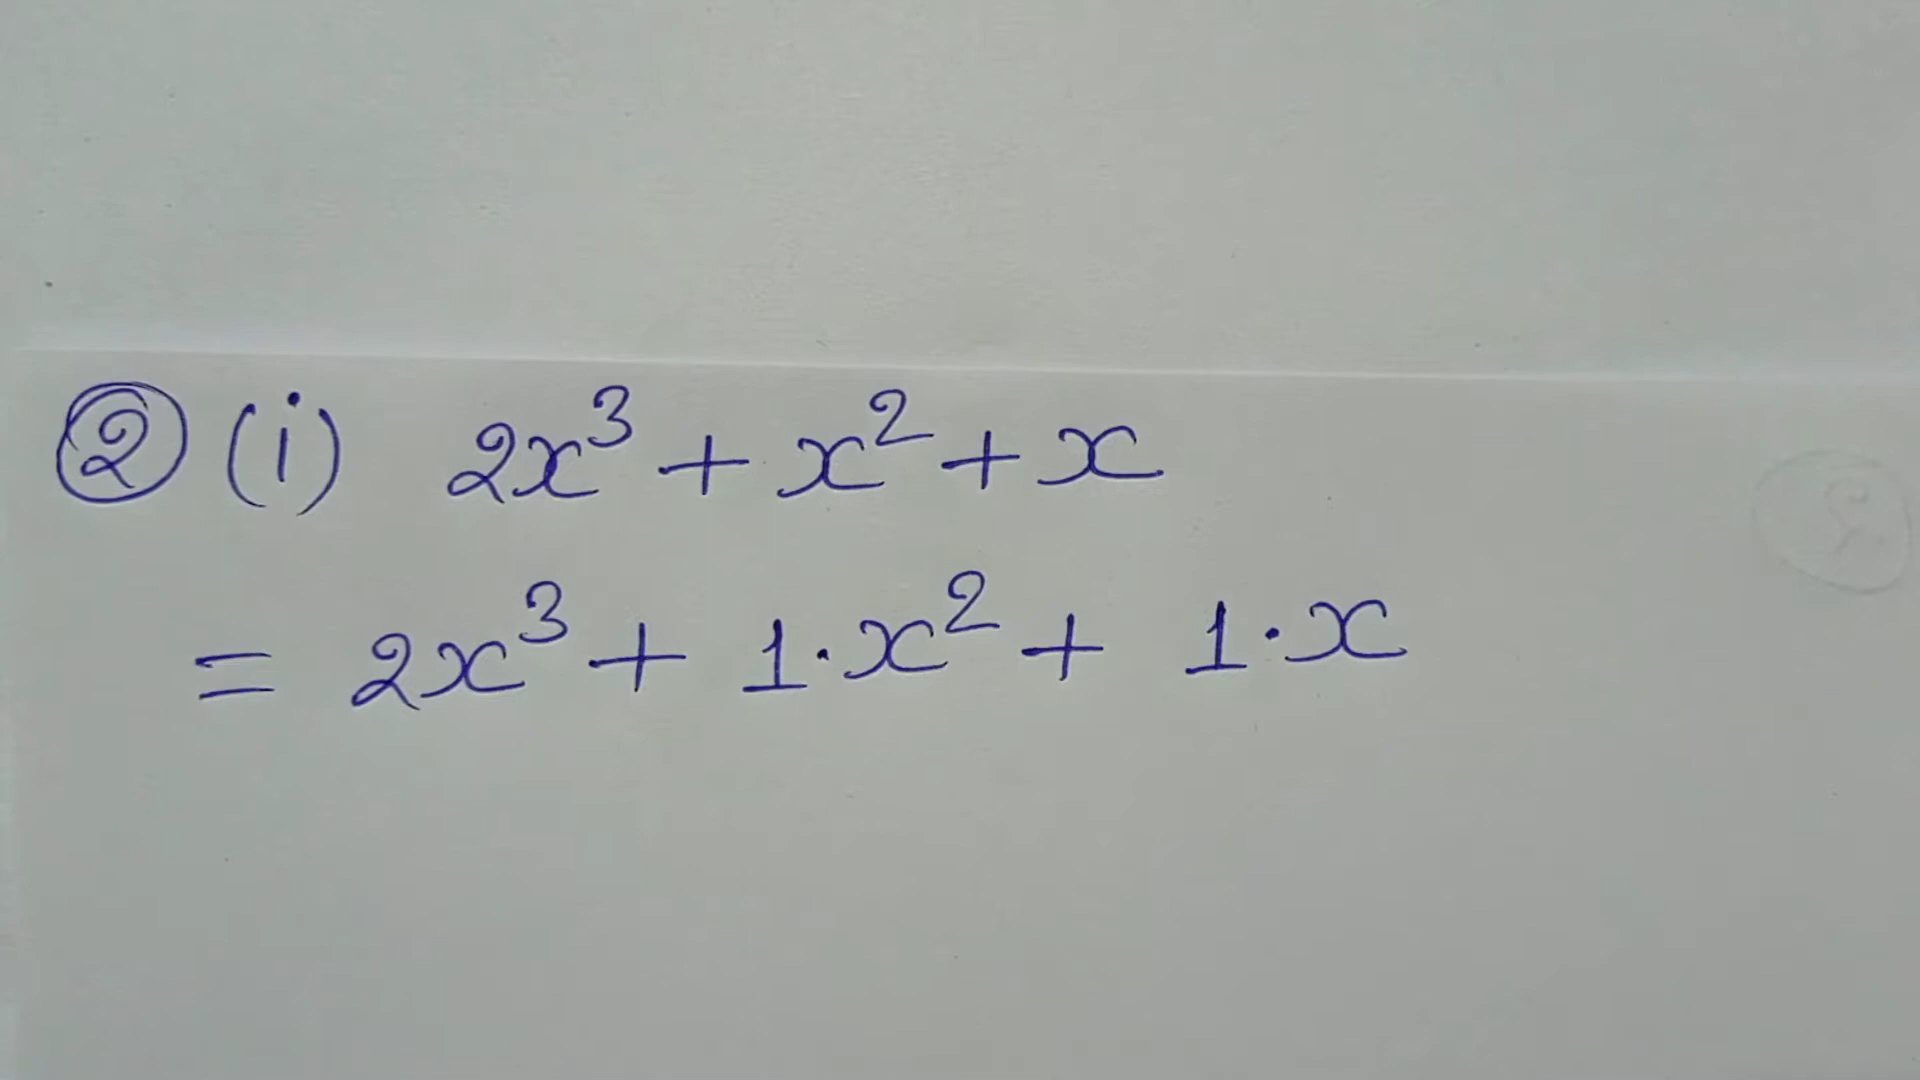 ② (i) 2x³ + x² + x
= 2x³ + 1·x² + 1·x